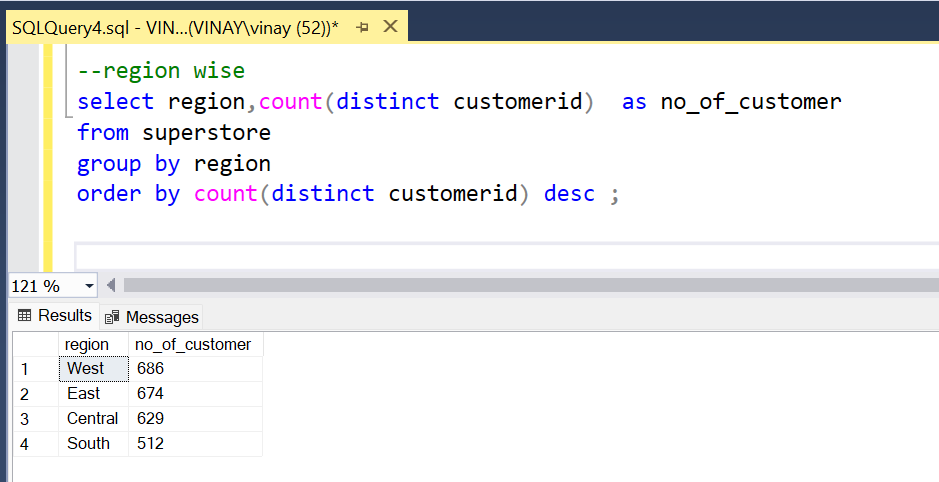 SQLQuery4.sql - VIN...(VINAY\vinay (52))*
--region wise
select region,count(distinct customerid)  as no_of_customer
from superstore
group by region
order by count(distinct customerid) desc ;
121 %
Results Messages
region no_of_customer
1 West 686
2 East 674
3 Central 629
4 South 512